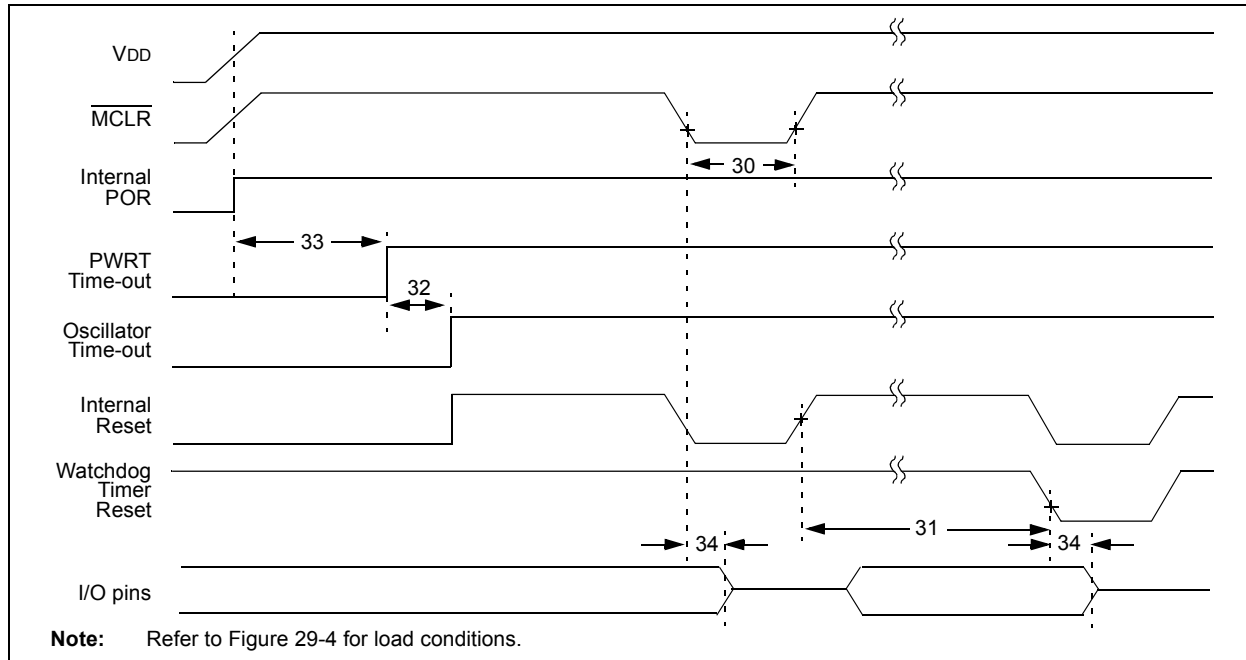 VDD
MCLR
30
Internal
POR
33
PWRT
Time-out
32
Oscillator
Time-out
Internal
Reset
Watchdog
Timer
Reset
31
34
34
I/O pins
Note: Refer to Figure 29-4 for load conditions.